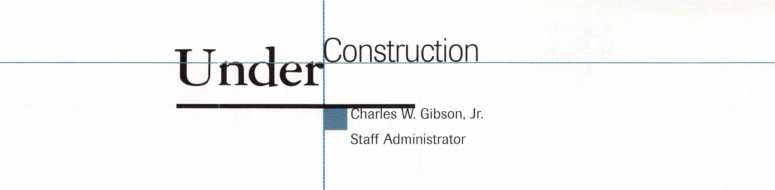 Under Construction
Charles W. Gibson, Jr.
Staff Administrator